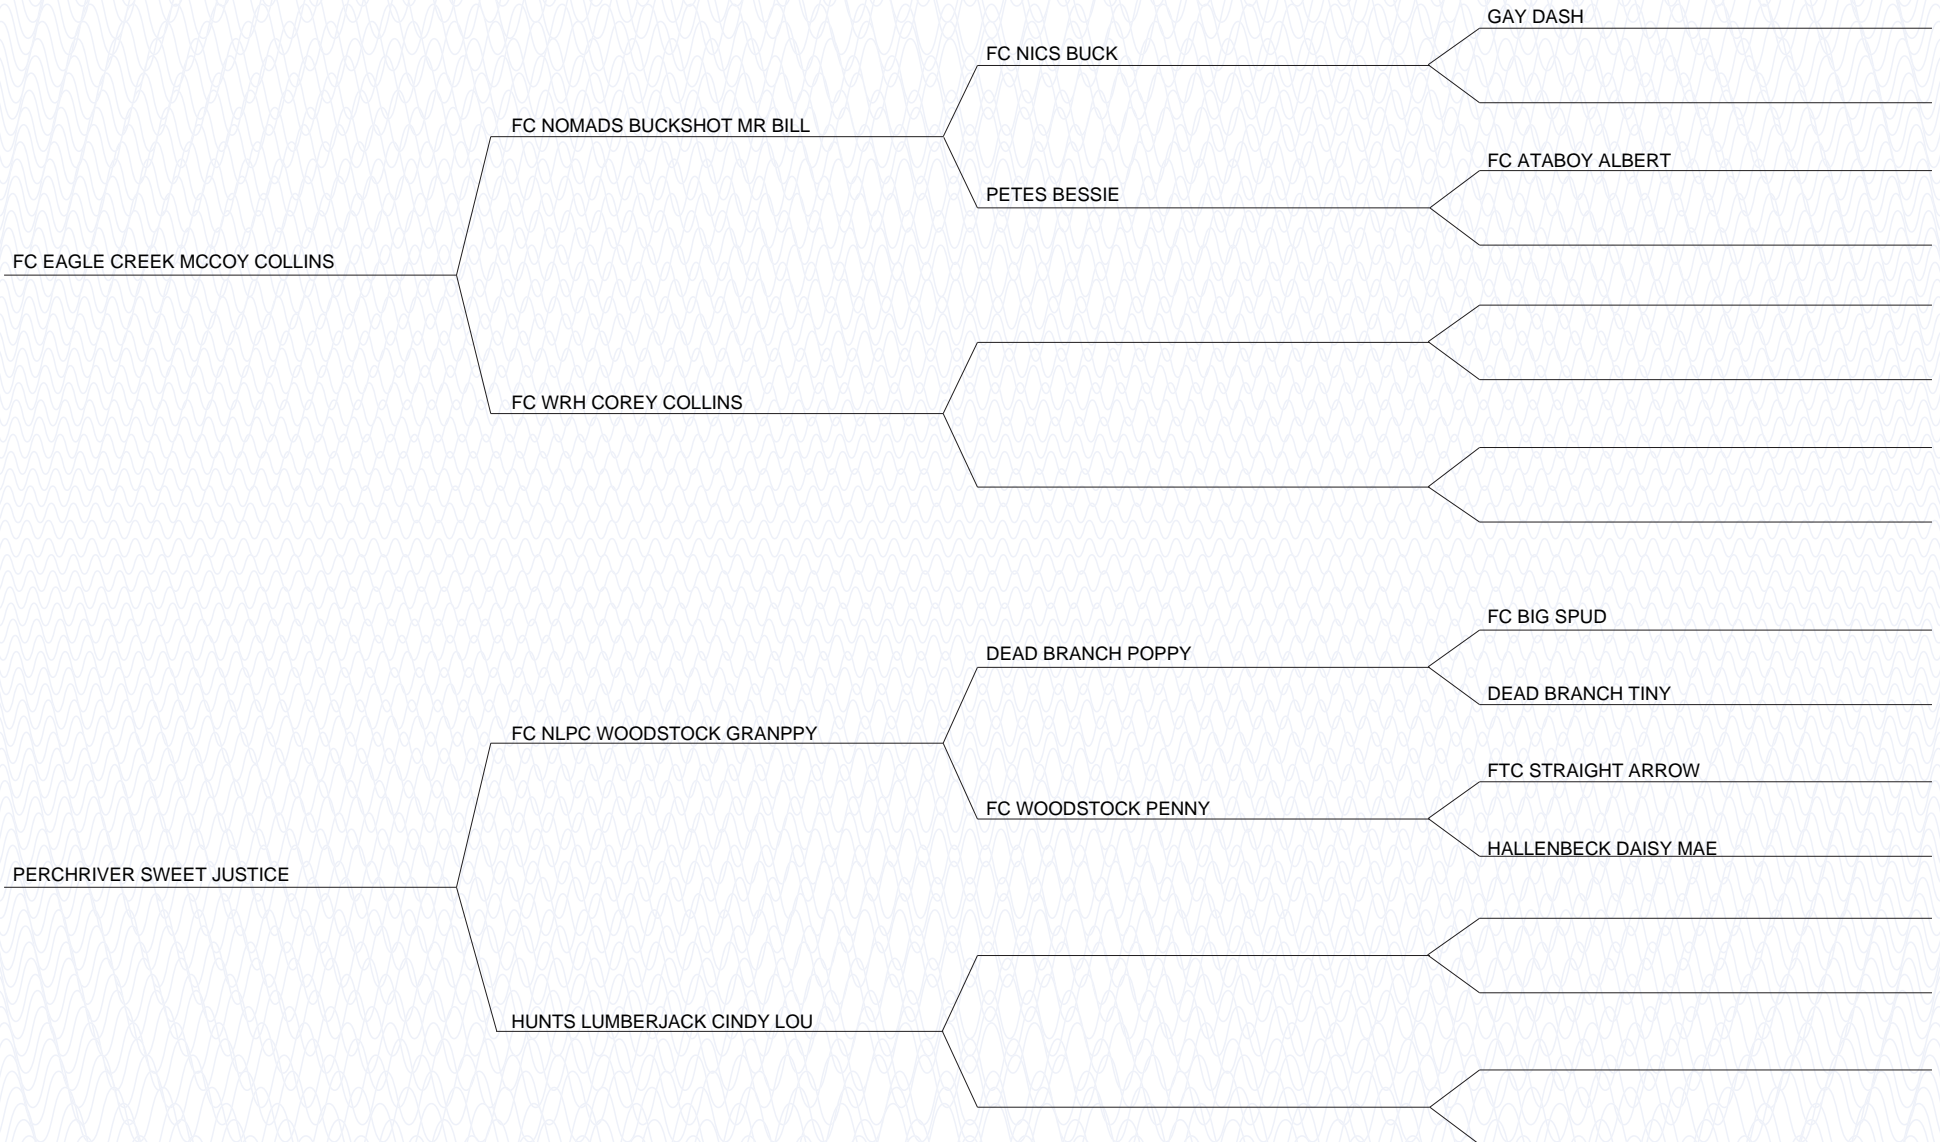 GAY DASH
FC NICS BUCK
FC NOMADS BUCKSHOT MR BILL
FC ATABOY ALBERT
PETES BESSIE
FC EAGLE CREEK MCCOY COLLINS
FC WRH COREY COLLINS
FC BIG SPUD
DEAD BRANCH POPPY
DEAD BRANCH TINY
FC NLPC WOODSTOCK GRANPPY
FTC STRAIGHT ARROW
FC WOODSTOCK PENNY
HALLENBECK DAISY MAE
PERCHRIVER SWEET JUSTICE
HUNTS LUMBERJACK CINDY LOU